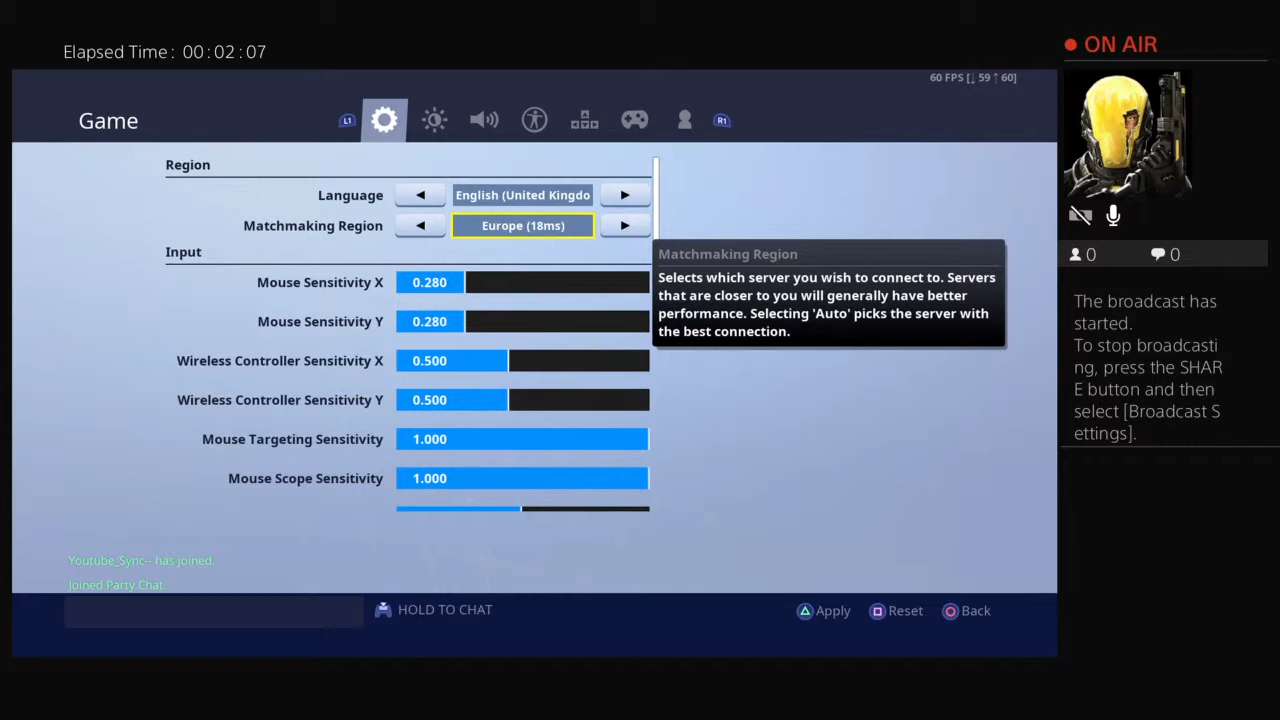 Elapsed Time: 00:02:07
ON AIR
60 FPS [↓ 59 ↑ 60]
Game
L1
R1
Region
Language ◀ English (United Kingdo ▶
Matchmaking Region ◀ Europe (18ms) ▶
Input
Mouse Sensitivity X 0.280
Mouse Sensitivity Y 0.280
Wireless Controller Sensitivity X 0.500
Wireless Controller Sensitivity Y 0.500
Mouse Targeting Sensitivity 1.000
Mouse Scope Sensitivity 1.000
Matchmaking Region
Selects which server you wish to connect to. Servers
that are closer to you will generally have better
performance. Selecting 'Auto' picks the server with
the best connection.
0 0
The broadcast has
started.
To stop broadcasti
ng, press the SHAR
E button and then
select [Broadcast S
ettings].
Youtube_Sync-- has joined.
Joined Party Chat.
HOLD TO CHAT
Apply Reset Back